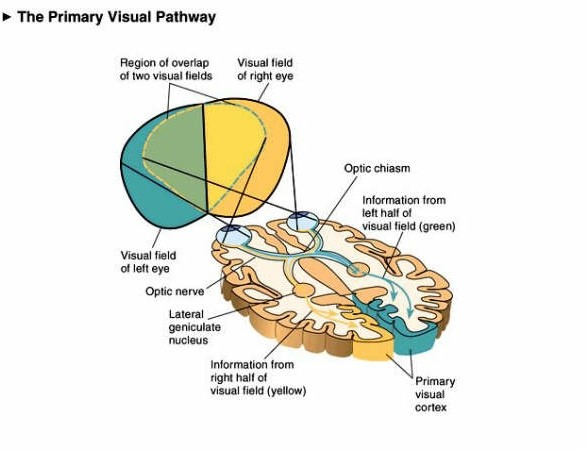 ► The Primary Visual Pathway
Region of overlap
of two visual fields
Visual field
of right eye
Optic chiasm
Information from
left half of
visual field (green)
Visual field
of left eye
Optic nerve
Lateral
geniculate
nucleus
Information from
right half of
visual field (yellow)
Primary
visual
cortex